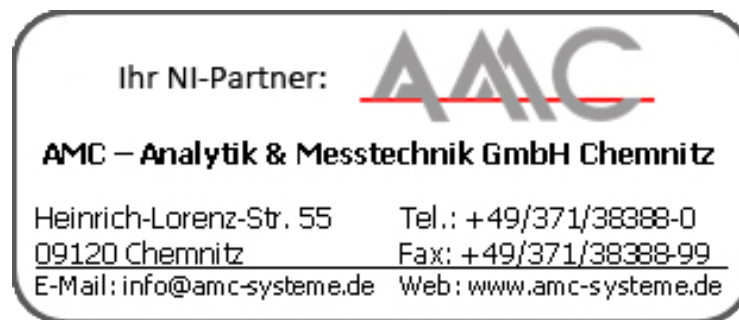 Ihr NI-Partner: AMC
AMC – Analytik & Messtechnik GmbH Chemnitz
Heinrich-Lorenz-Str. 55 Tel.: +49/371/38388-0
09120 Chemnitz Fax: +49/371/38388-99
E-Mail: info@amc-systeme.de Web: www.amc-systeme.de